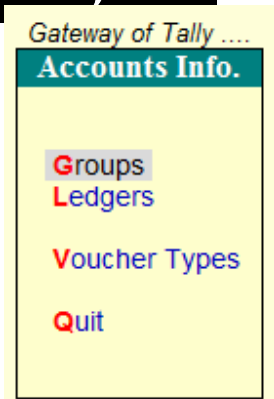 Gateway of Tally ....
Accounts Info.
Groups
Ledgers
Voucher Types
Quit